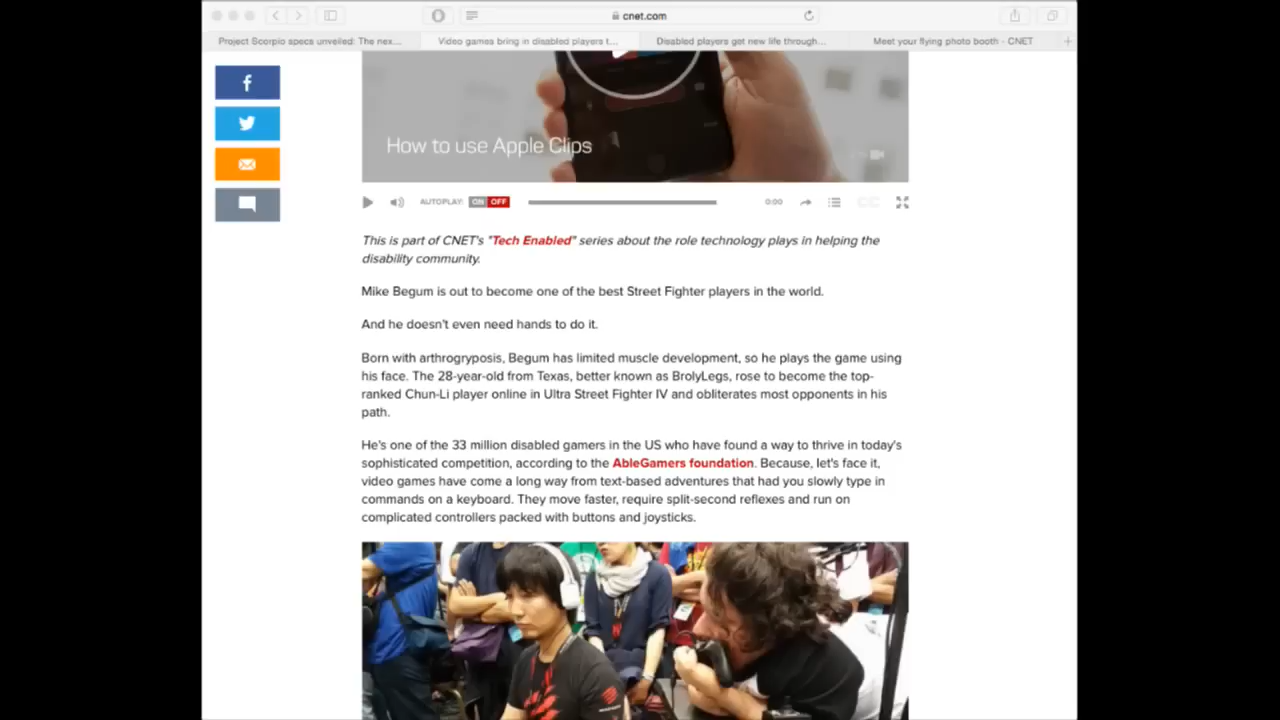 cnet.com
Project Scorpio specs unveiled: The nex...
Video games bring in disabled players t...
Disabled players get new life through...
Meet your flying photo booth - CNET
f
How to use Apple Clips
AUTOPLAY: ON OFF
0:00
CC
This is part of CNET's "Tech Enabled" series about the role technology plays in helping the
disability community.
Mike Begum is out to become one of the best Street Fighter players in the world.
And he doesn't even need hands to do it.
Born with arthrogryposis, Begum has limited muscle development, so he plays the game using
his face. The 28-year-old from Texas, better known as BrolyLegs, rose to become the top-
ranked Chun-Li player online in Ultra Street Fighter IV and obliterates most opponents in his
path.
He's one of the 33 million disabled gamers in the US who have found a way to thrive in today's
sophisticated competition, according to the AbleGamers foundation. Because, let's face it,
video games have come a long way from text-based adventures that had you slowly type in
commands on a keyboard. They move faster, require split-second reflexes and run on
complicated controllers packed with buttons and joysticks.